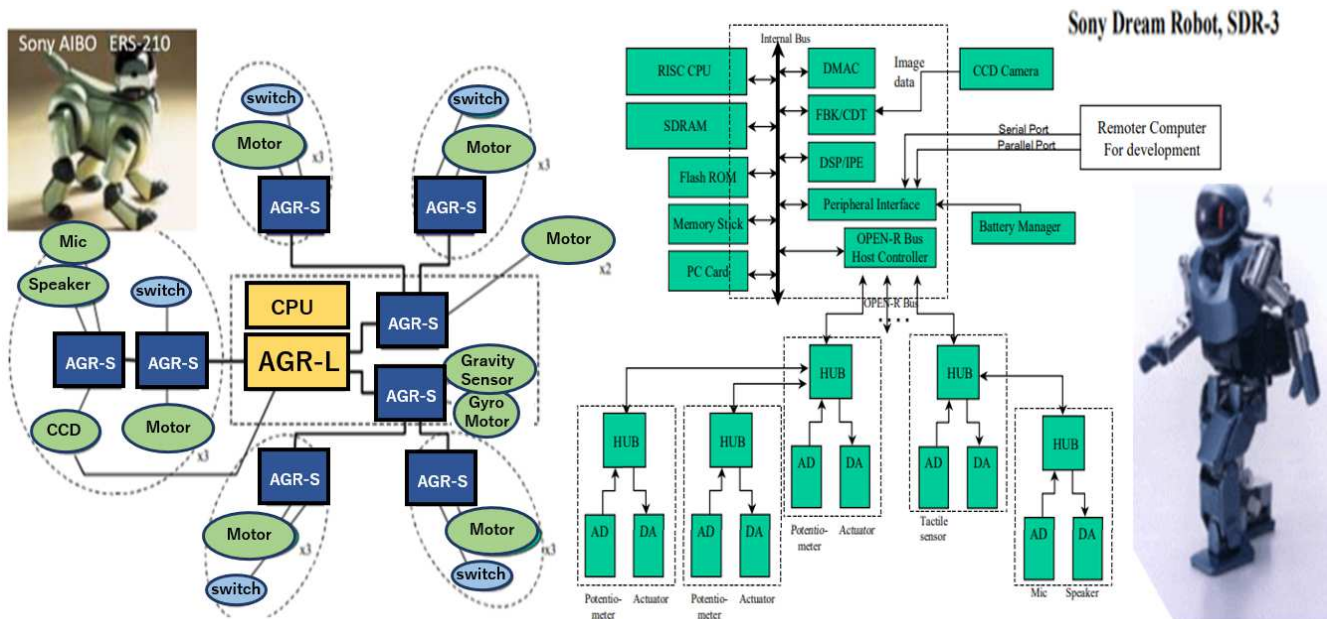 Sony AIBO ERS-210
switch
Motor
x3
AGR-S
switch
Motor
x3
AGR-S
Motor
x2
Mic
Speaker
switch
AGR-S
AGR-S
CCD
Motor
x3
CPU
AGR-L
AGR-S
AGR-S
Gravity
Sensor
Gyro
Motor
AGR-S
Motor
x3
switch
AGR-S
Motor
x3
switch
Sony Dream Robot, SDR-3
Internal Bus
RISC CPU
SDRAM
Flash ROM
Memory Stick
PC Card
DMAC
FBK/CDT
DSP/IPE
Peripheral Interface
OPEN-R Bus
Host Controller
Image
data
CCD Camera
Serial Port
Parallel Port
Remoter Computer
For development
Battery Manager
OPEN-R Bus
HUB
AD
DA
Potentio-
meter
Actuator
HUB
AD
DA
Potentio-
meter
Actuator
HUB
AD
DA
Potentio-
meter
Actuator
HUB
AD
DA
Tactile
sensor
HUB
AD
DA
Mic
Speaker